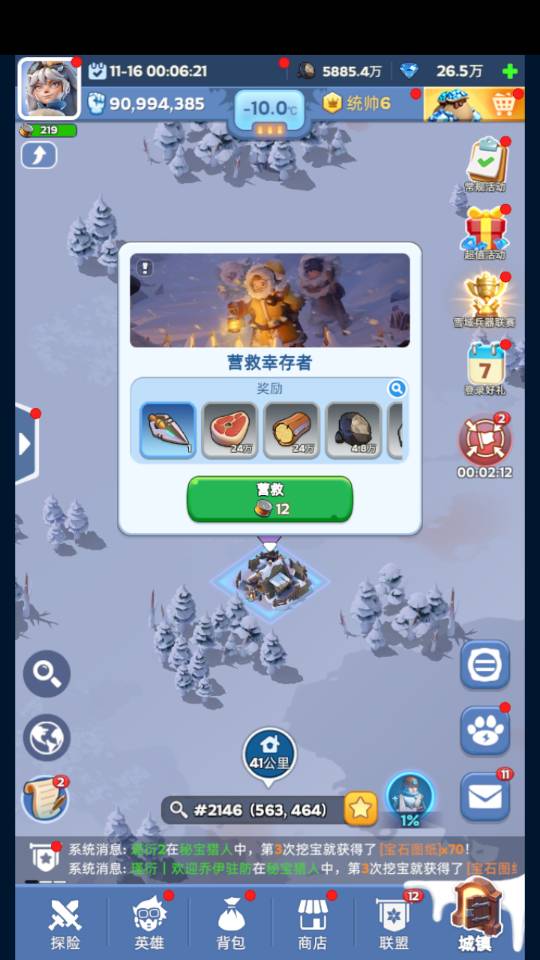 11-16 00:06:21
5885.4万
26.5万
90,994,385
-10.0℃
统帅6
219
常规活动
超值活动
雪域兵器联赛
7
登录好礼
2
00:02:12
营救幸存者
奖励
1
24万
24万
4.8万
营救
12
41公里
2
#2146 (563, 464)
1%
11
系统消息: 瑾衍2在秘宝猎人中，第3次挖宝就获得了[宝石图纸]x70!
系统消息: 瑾衍丨欢迎乔伊驻防在秘宝猎人中，第3次挖宝就获得了[宝石图纸
探险
英雄
背包
商店
12
联盟
城镇